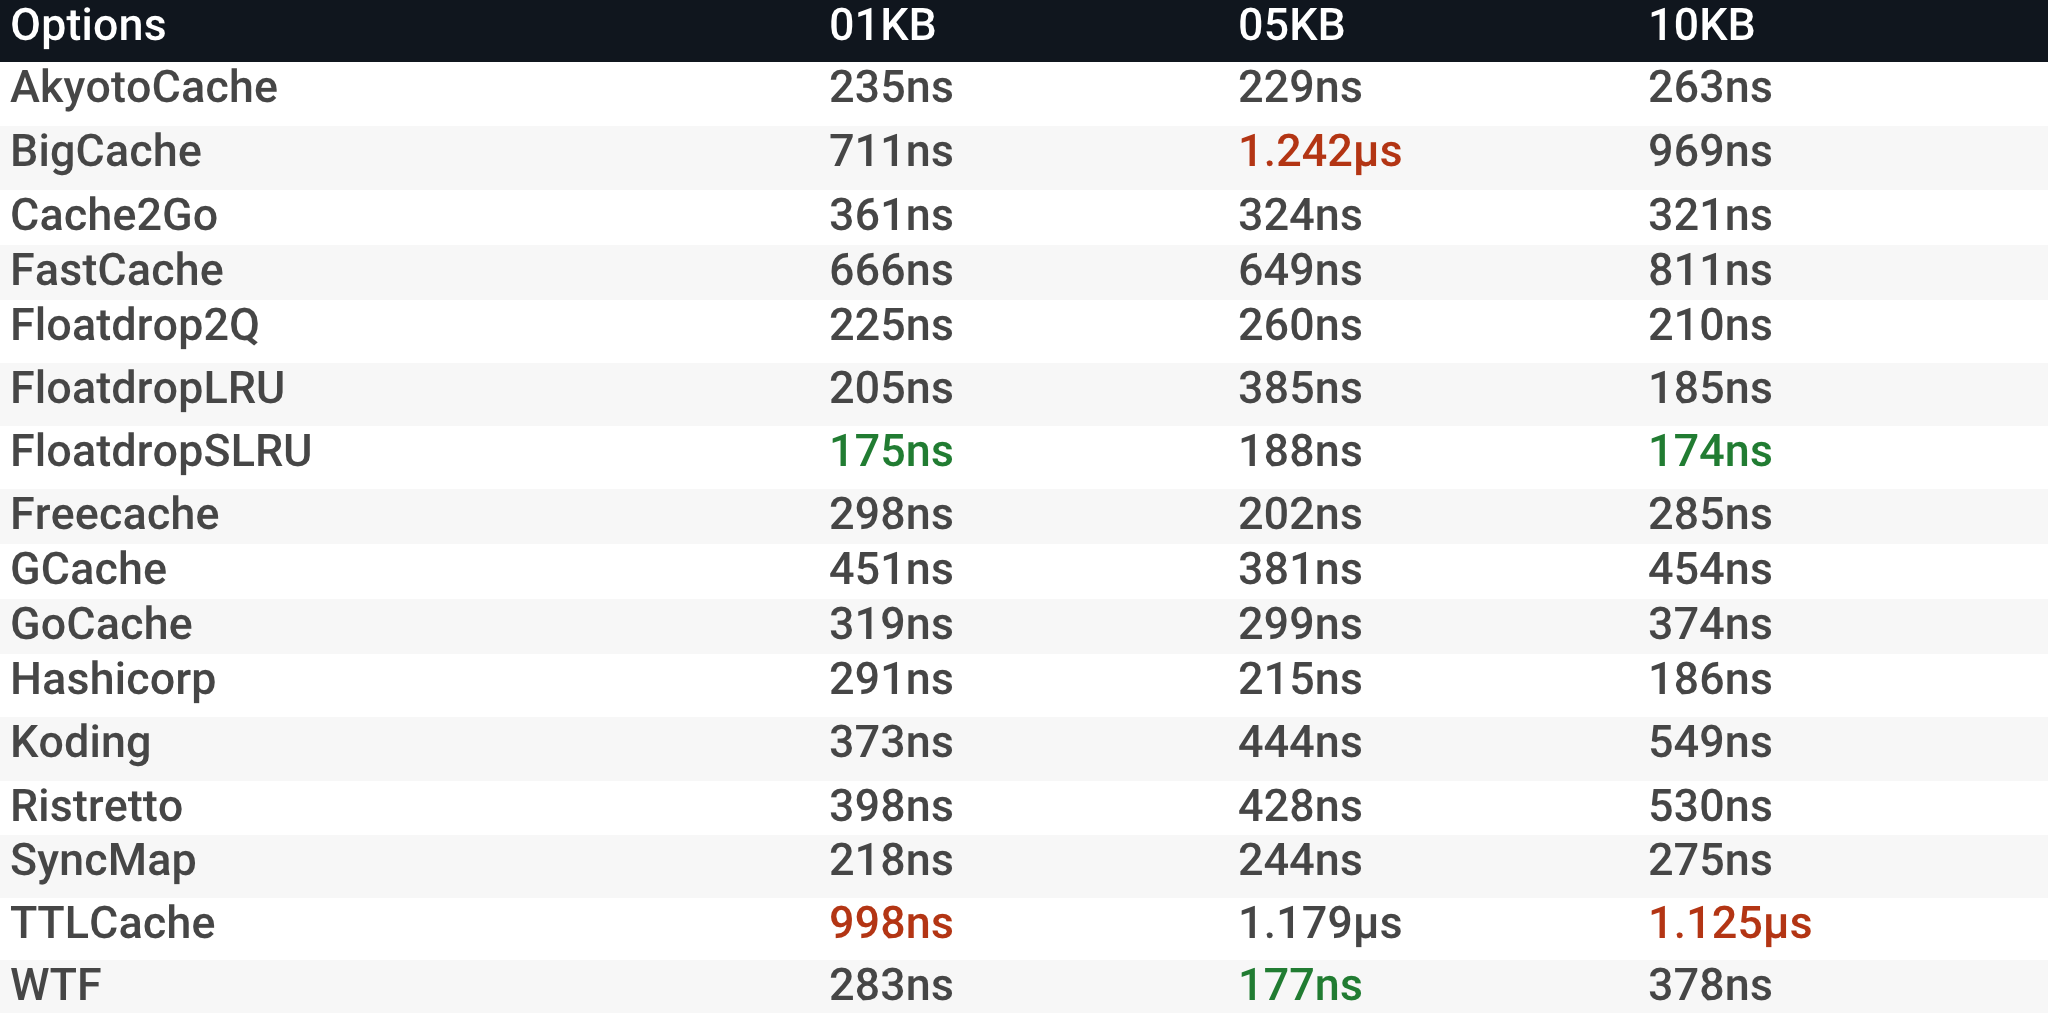 Options 01KB 05KB 10KB
AkyotoCache 235ns 229ns 263ns
BigCache 711ns 1.242µs 969ns
Cache2Go 361ns 324ns 321ns
FastCache 666ns 649ns 811ns
Floatdrop2Q 225ns 260ns 210ns
FloatdropLRU 205ns 385ns 185ns
FloatdropSLRU 175ns 188ns 174ns
Freecache 298ns 202ns 285ns
GCache 451ns 381ns 454ns
GoCache 319ns 299ns 374ns
Hashicorp 291ns 215ns 186ns
Koding 373ns 444ns 549ns
Ristretto 398ns 428ns 530ns
SyncMap 218ns 244ns 275ns
TTLCache 998ns 1.179µs 1.125µs
WTF 283ns 177ns 378ns